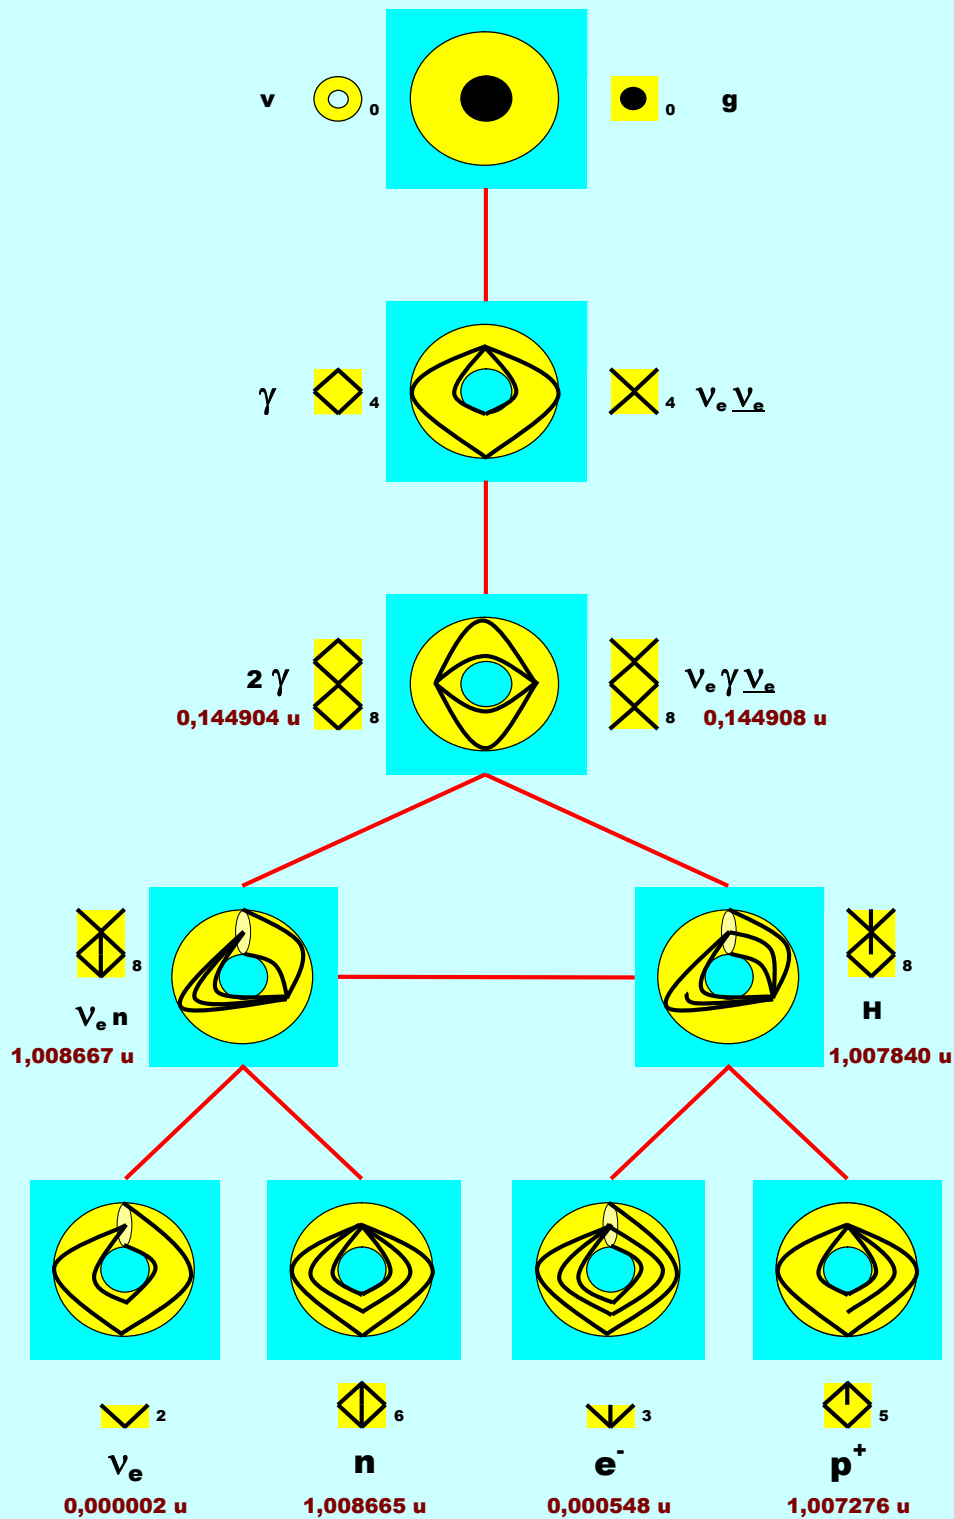 v 0 0 g
γ 4 4 νe νe
2 γ 8 8 νe γ νe
0,144904 u 0,144908 u
8 8
νe n H
1,008667 u 1,007840 u
2 6 3 5
νe n e- p+
0,000002 u 1,008665 u 0,000548 u 1,007276 u